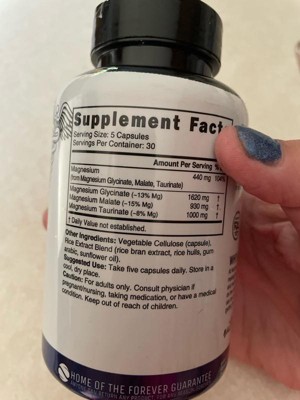 Supplement Fact
Serving Size: 5 Capsules
Servings Per Container: 30
Amount Per Serving %
Magnesium 440 mg 104%
(from Magnesium Glycinate, Malate, Taurinate)
Magnesium Glycinate (~13%) Mg) 1620 mg †
Magnesium Malate (~15% Mg) 930 mg †
Magnesium Taurinate (~8% Mg) 1000 mg †
† Daily Value not established.
Other Ingredients: Vegetable Cellulose (capsule),
Rice Extract Blend (rice bran extract, rice hulls, gum
arabic, sunflower oil).
Suggested Use: Take five capsules daily. Store in a
cool, dry place.
Caution: For adults only. Consult physician if
pregnant/nursing, taking medication, or have a medical
condition. Keep out of reach of children.
HOME OF THE FOREVER GUARANTEE